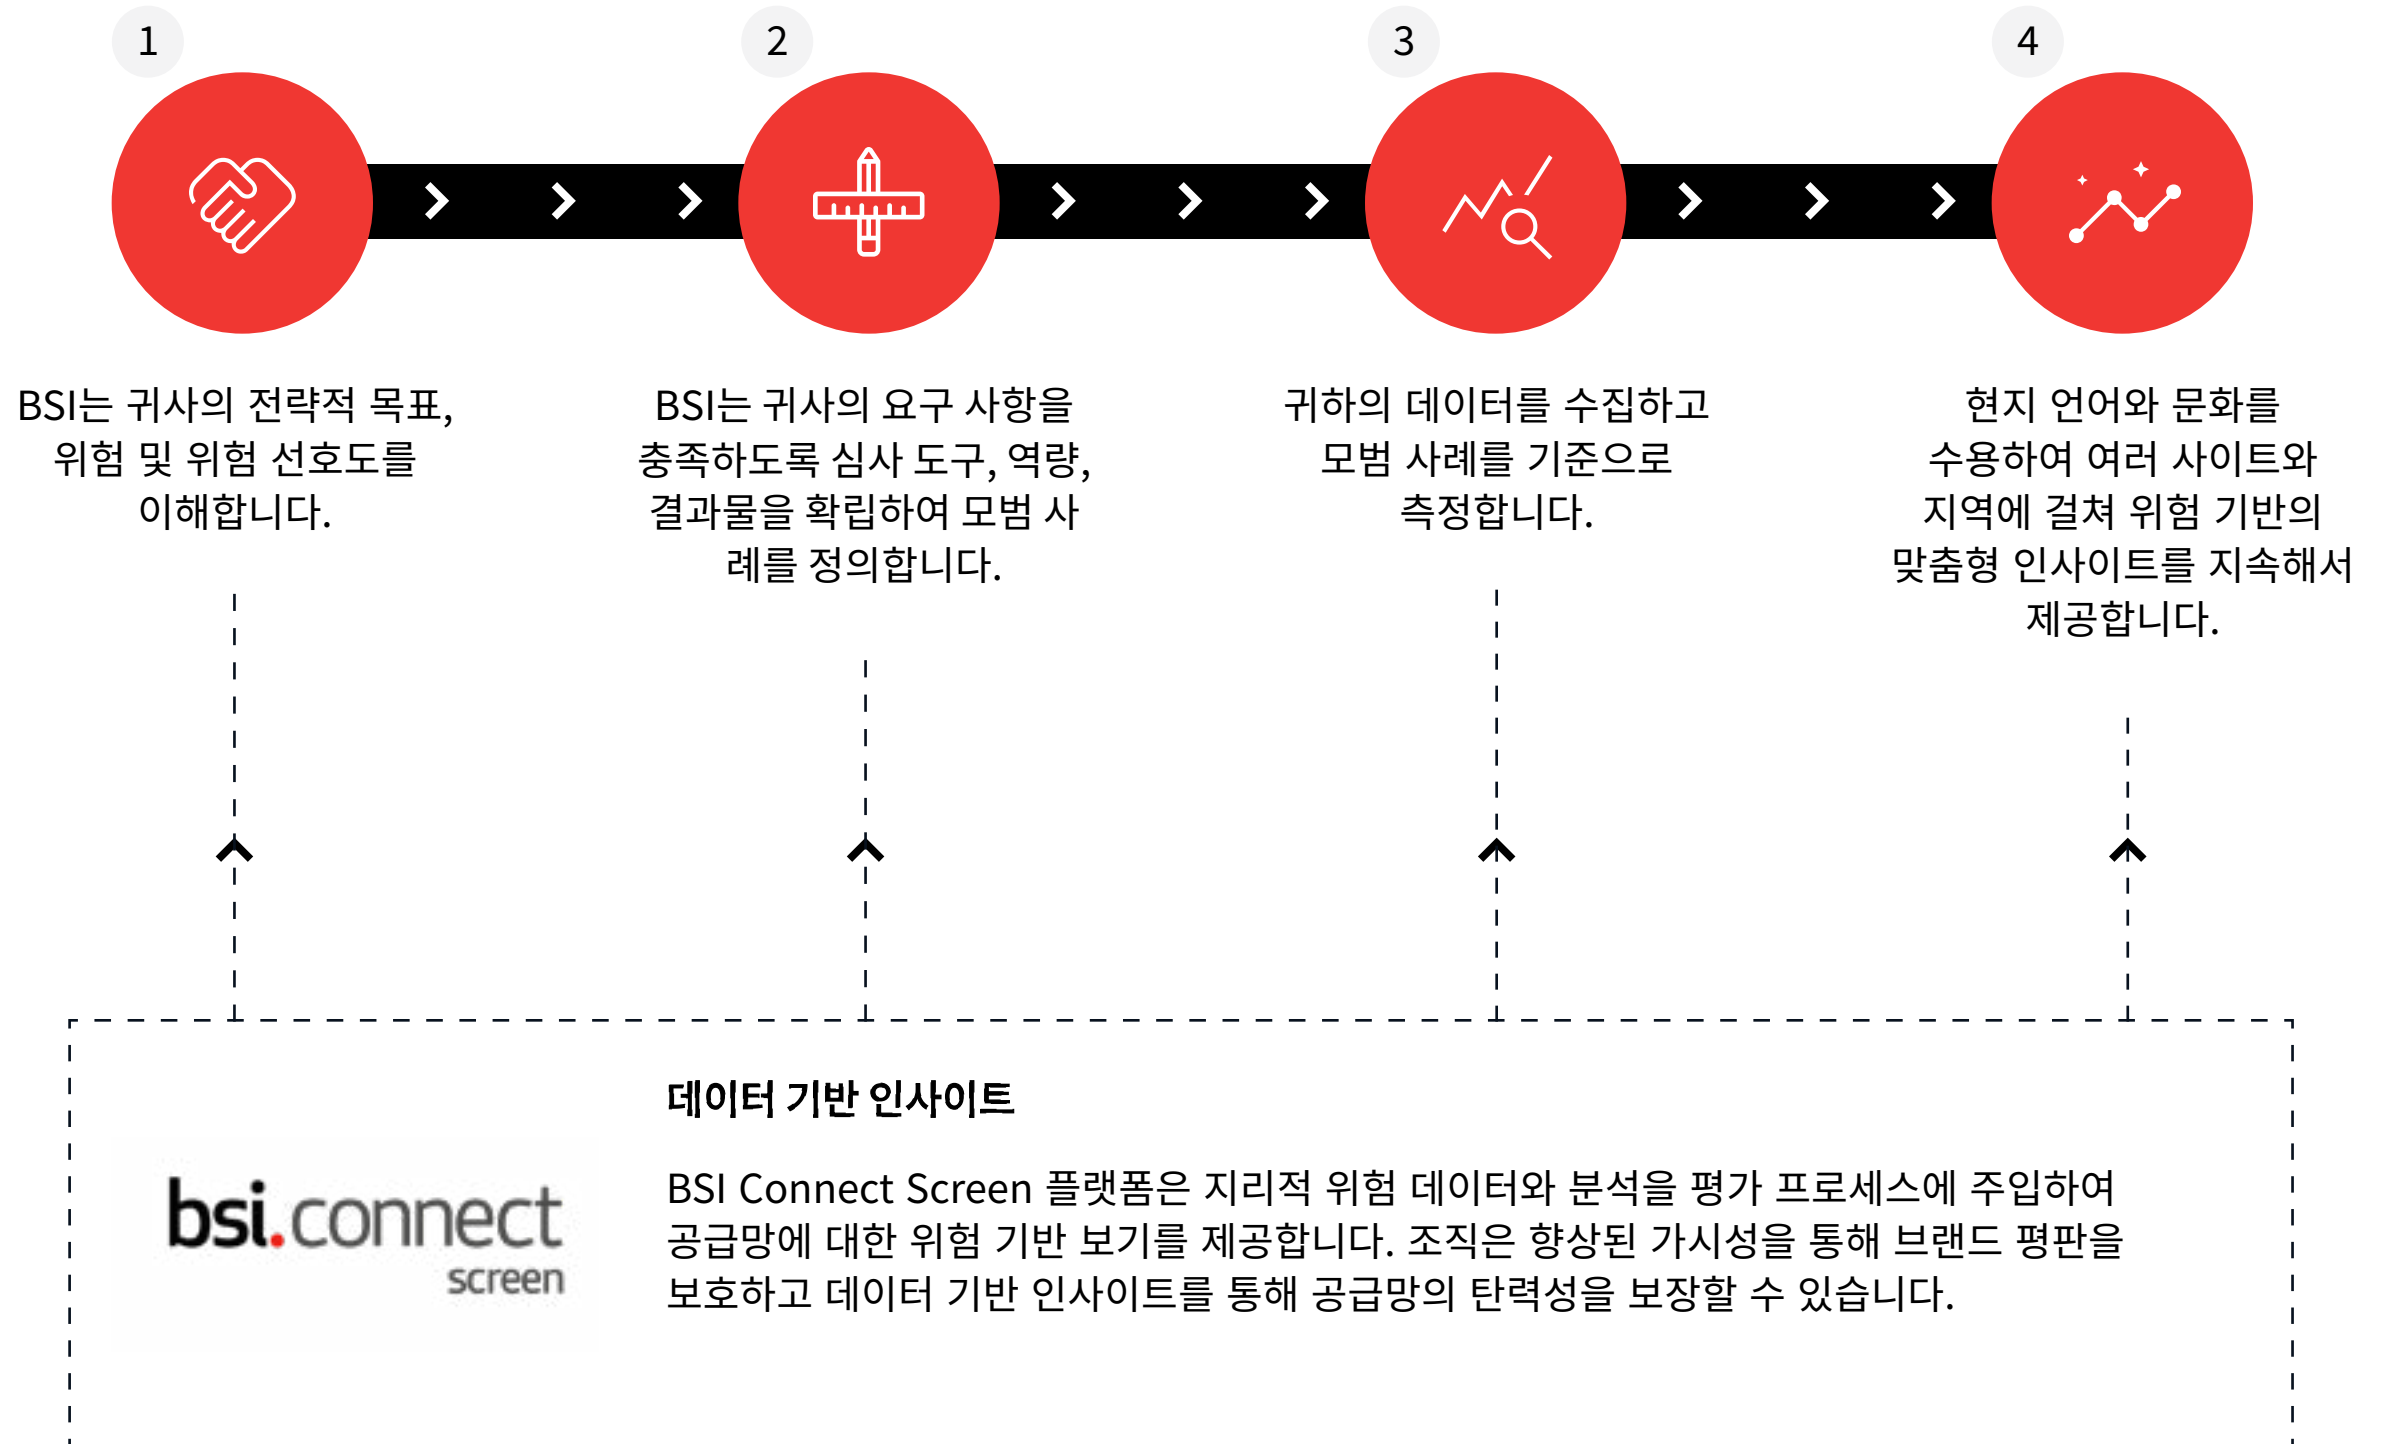 1
BSI는 귀사의 전략적 목표,
위험 및 위험 선호도를
이해합니다.
2
BSI는 귀사의 요구 사항을
충족하도록 심사 도구, 역량,
결과물을 확립하여 모범 사
례를 정의합니다.
3
귀하의 데이터를 수집하고
모범 사례를 기준으로
측정합니다.
4
현지 언어와 문화를
수용하여 여러 사이트와
지역에 걸쳐 위험 기반의
맞춤형 인사이트를 지속해서
제공합니다.
bsi.connect
screen
데이터 기반 인사이트
BSI Connect Screen 플랫폼은 지리적 위험 데이터와 분석을 평가 프로세스에 주입하여
공급망에 대한 위험 기반 보기를 제공합니다. 조직은 향상된 가시성을 통해 브랜드 평판을
보호하고 데이터 기반 인사이트를 통해 공급망의 탄력성을 보장할 수 있습니다.